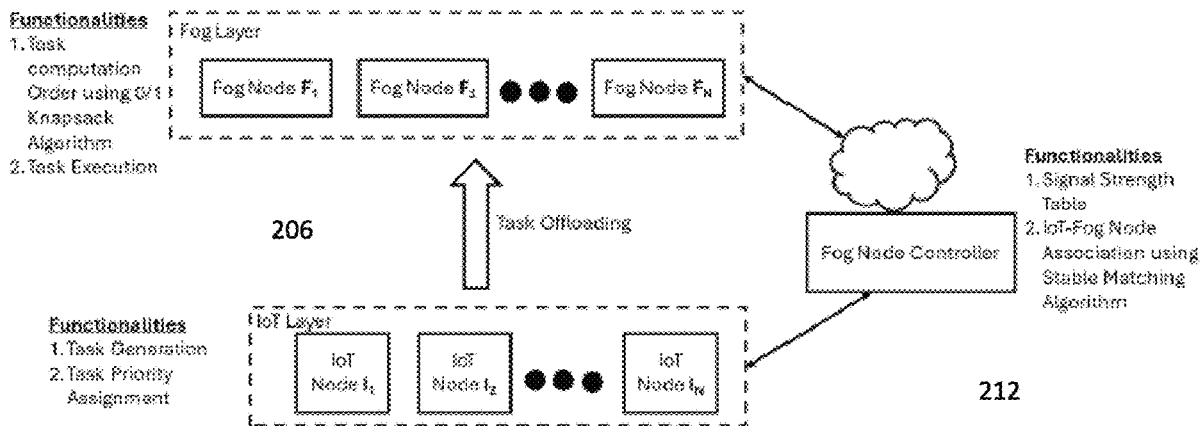 Functionalities
1. Task
computation
Order using 0/1
Knapsack
Algorithm
2. Task Execution
Fog Layer
Fog Node F1
Fog Node F2
Fog Node FN
Functionalities
1. Signal Strength
Table
2. IoT-Fog Node
Association using
Stable Matching
Algorithm
206
Task Offloading
Fog Node Controller
Functionalities
1. Task Generation
2. Task Priority
Assignment
IoT Layer
IoT
Node I1
IoT
Node I2
IoT
Node IN
212